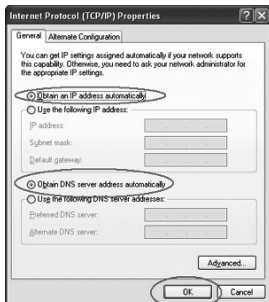 Internet Protocol (TCP/IP) Properties
General
Alternate Configuration
You can get IP settings assigned automatically if your network supports
this capability. Otherwise, you need to ask your network administrator for
the appropriate IP settings.
Obtain an IP address automatically
Use the following IP address:
IP address:
Subnet mask:
Default gateway:
Obtain DNS server address automatically
Use the following DNS server addresses:
Preferred DNS server:
Alternate DNS server:
Advanced...
OK
Cancel